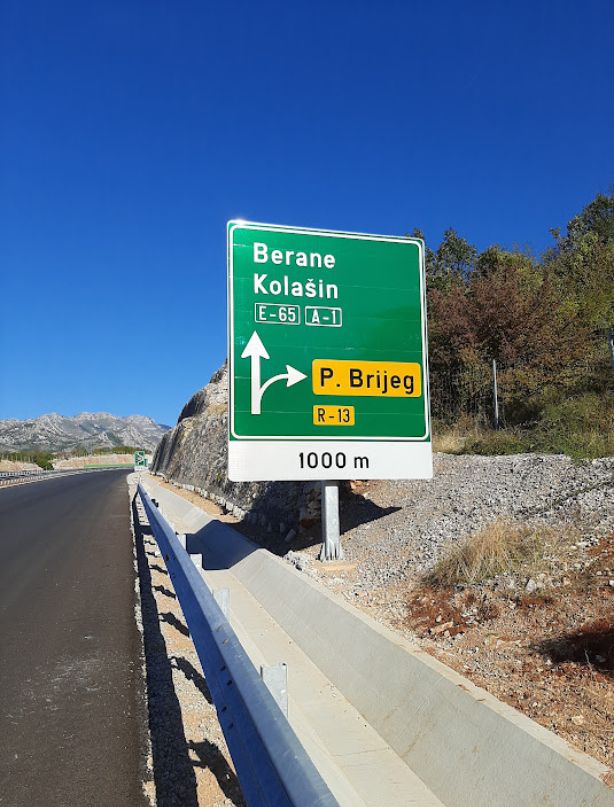 Berane
Kolašin
E-65 A-1
P. Brijeg
R-13
1000 m